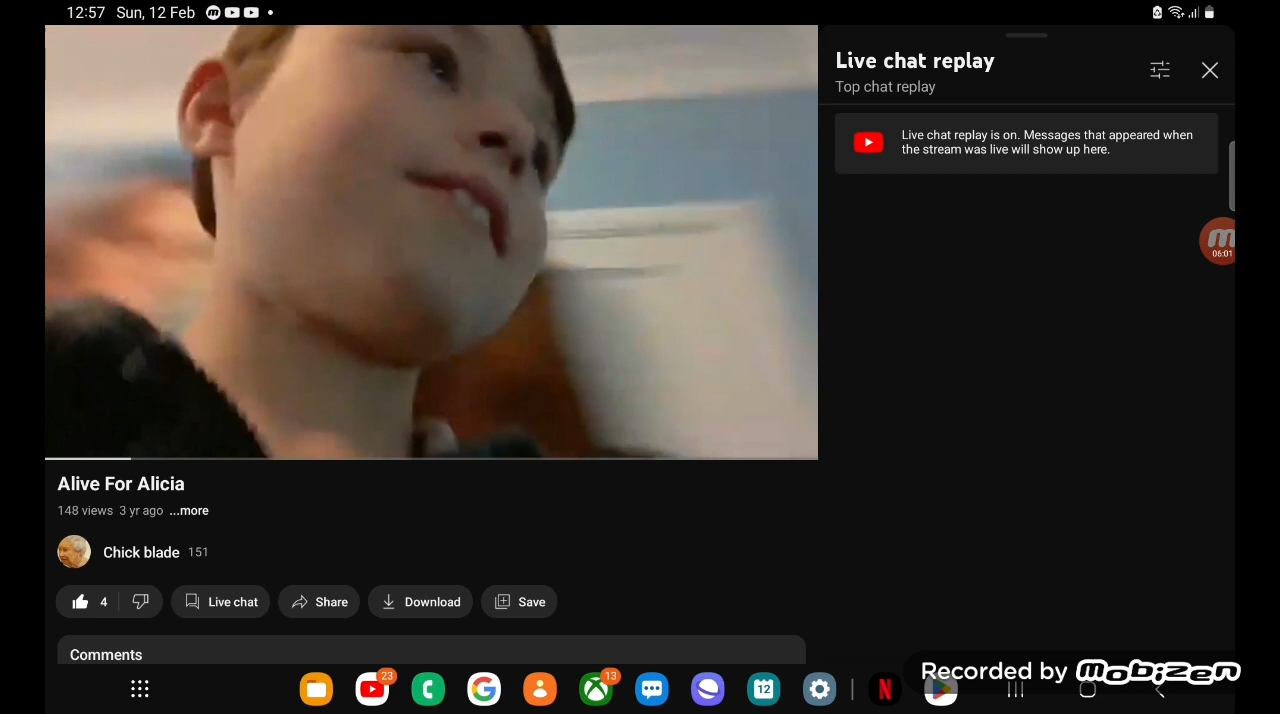 12:57 Sun, 12 Feb
Live chat replay
Top chat replay
Live chat replay is on. Messages that appeared when
the stream was live will show up here.
06:01
Alive For Alicia
148 views 3 yr ago ...more
Chick blade 151
4 Live chat Share Download Save
Comments
23
13
12
N
Recorded by mobizen